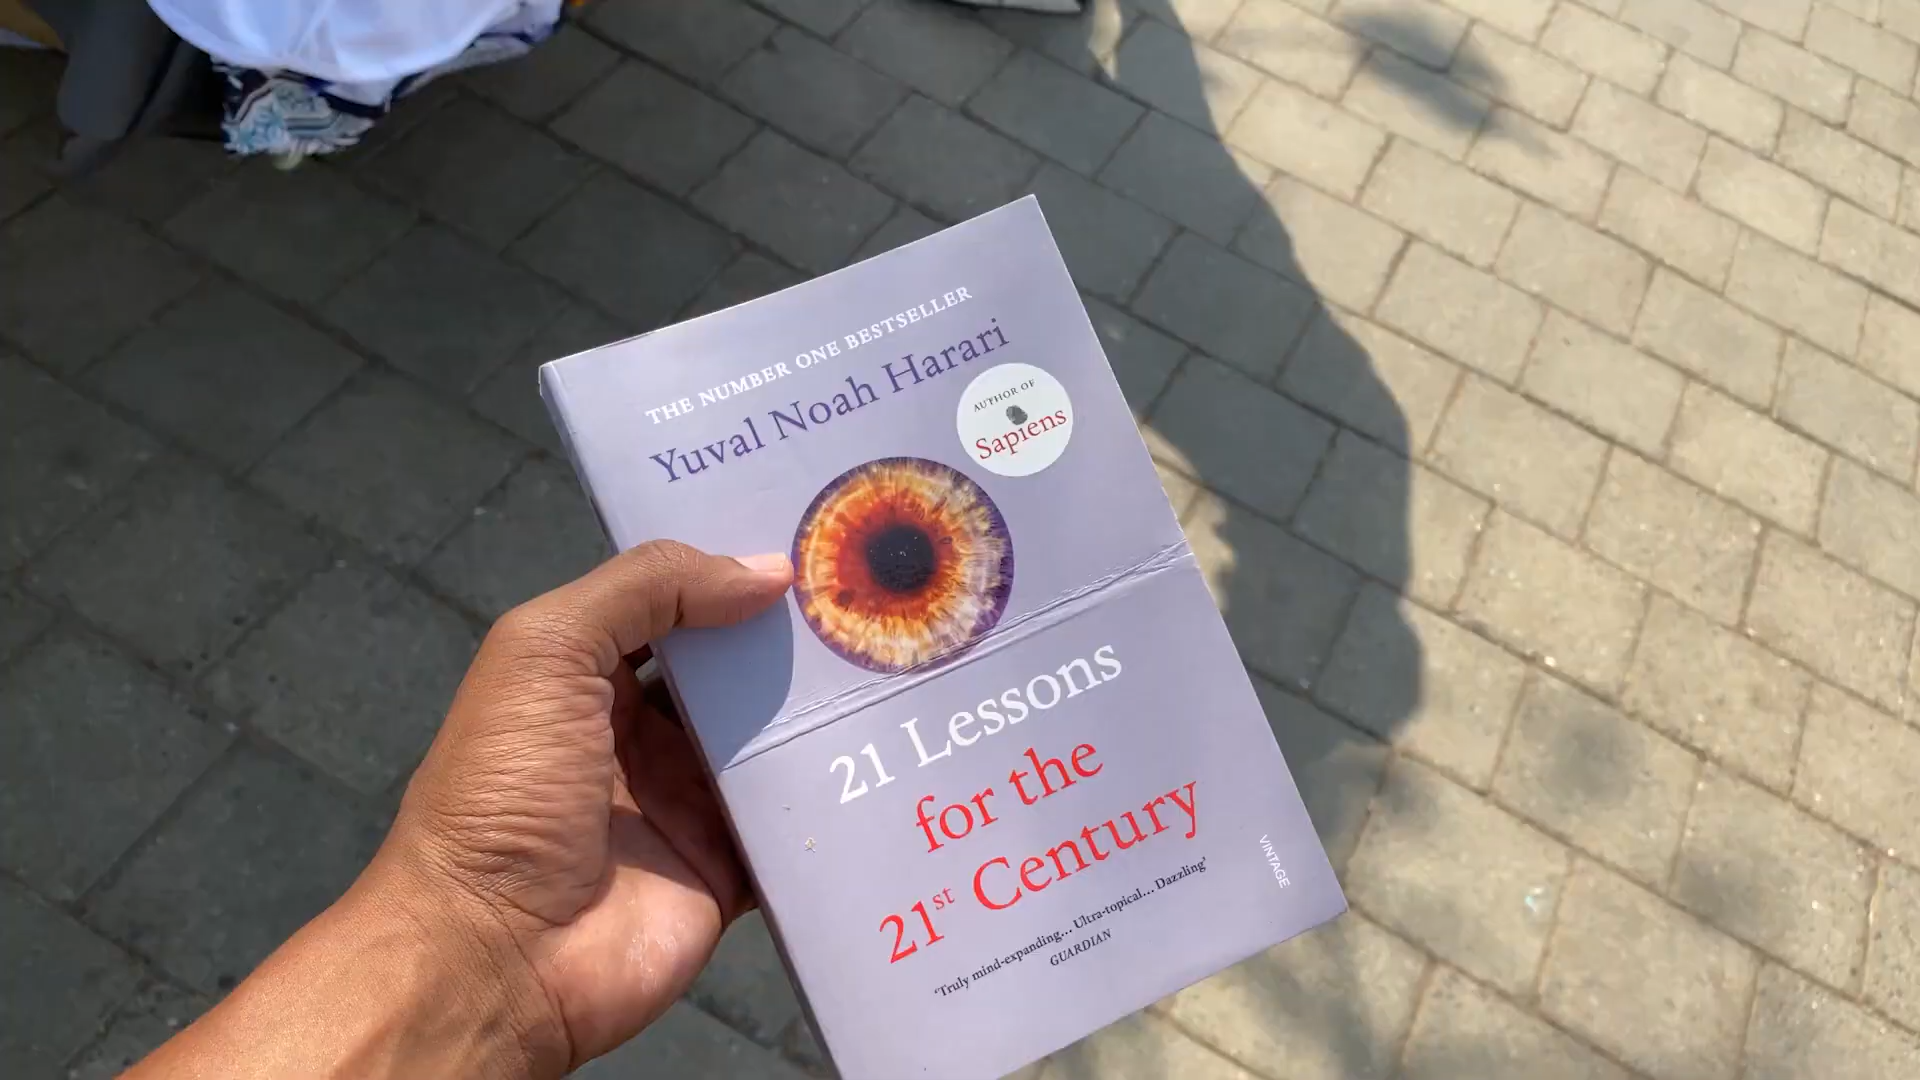 THE NUMBER ONE BESTSELLER
Yuval Noah Harari
AUTHOR OF
Sapiens
21 Lessons
for the
21st Century
‘Truly mind-expanding... Ultra-topical... Dazzling’
GUARDIAN
VINTAGE